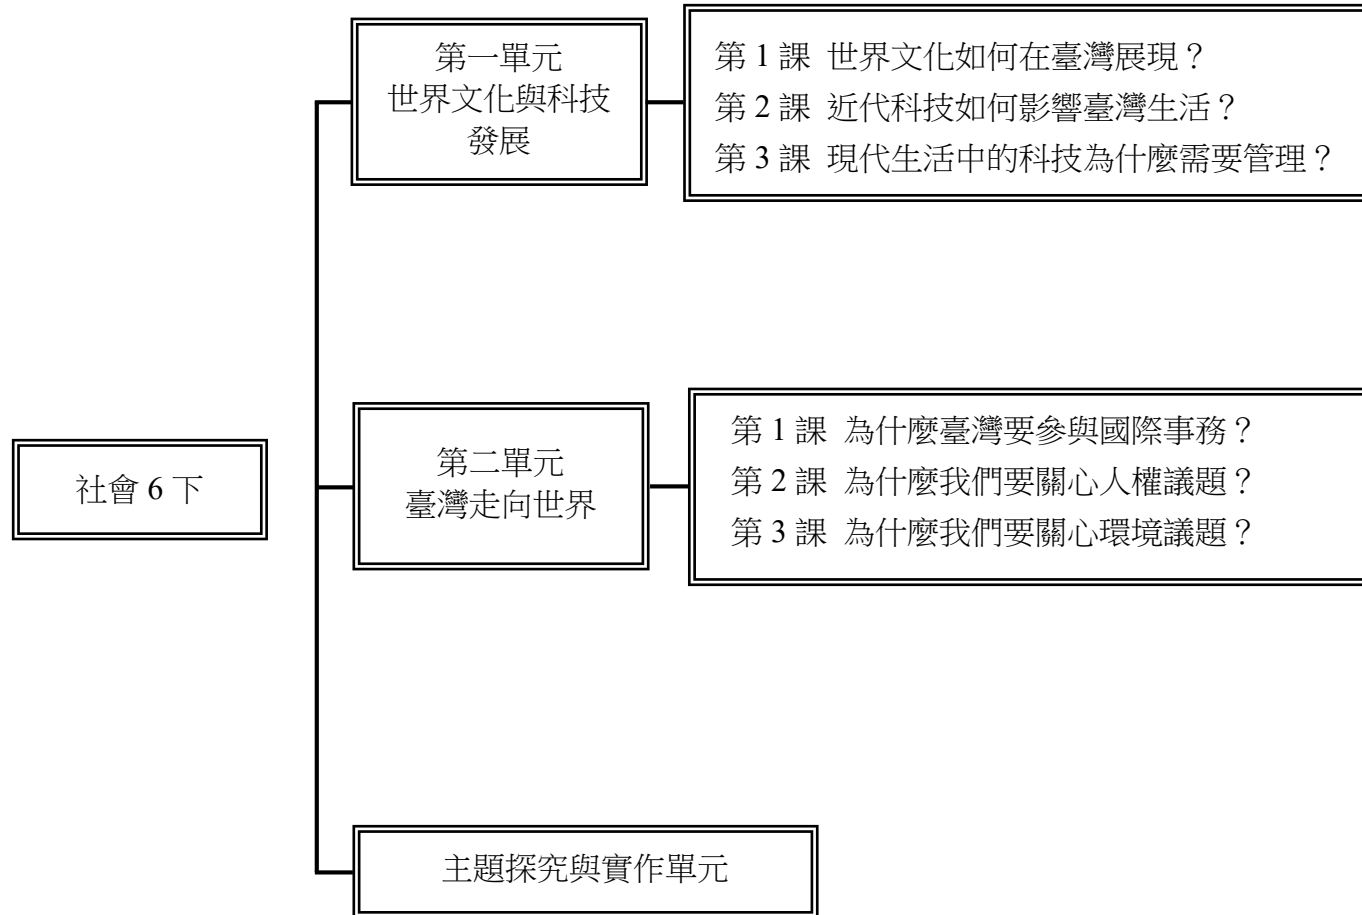 社會 6 下
第一單元
世界文化與科技
發展
第 1 課 世界文化如何在臺灣展現？
第 2 課 近代科技如何影響臺灣生活？
第 3 課 現代生活中的科技為什麼需要管理？
第二單元
臺灣走向世界
第 1 課 為什麼臺灣要參與國際事務？
第 2 課 為什麼我們要關心人權議題？
第 3 課 為什麼我們要關心環境議題？
主題探究與實作單元